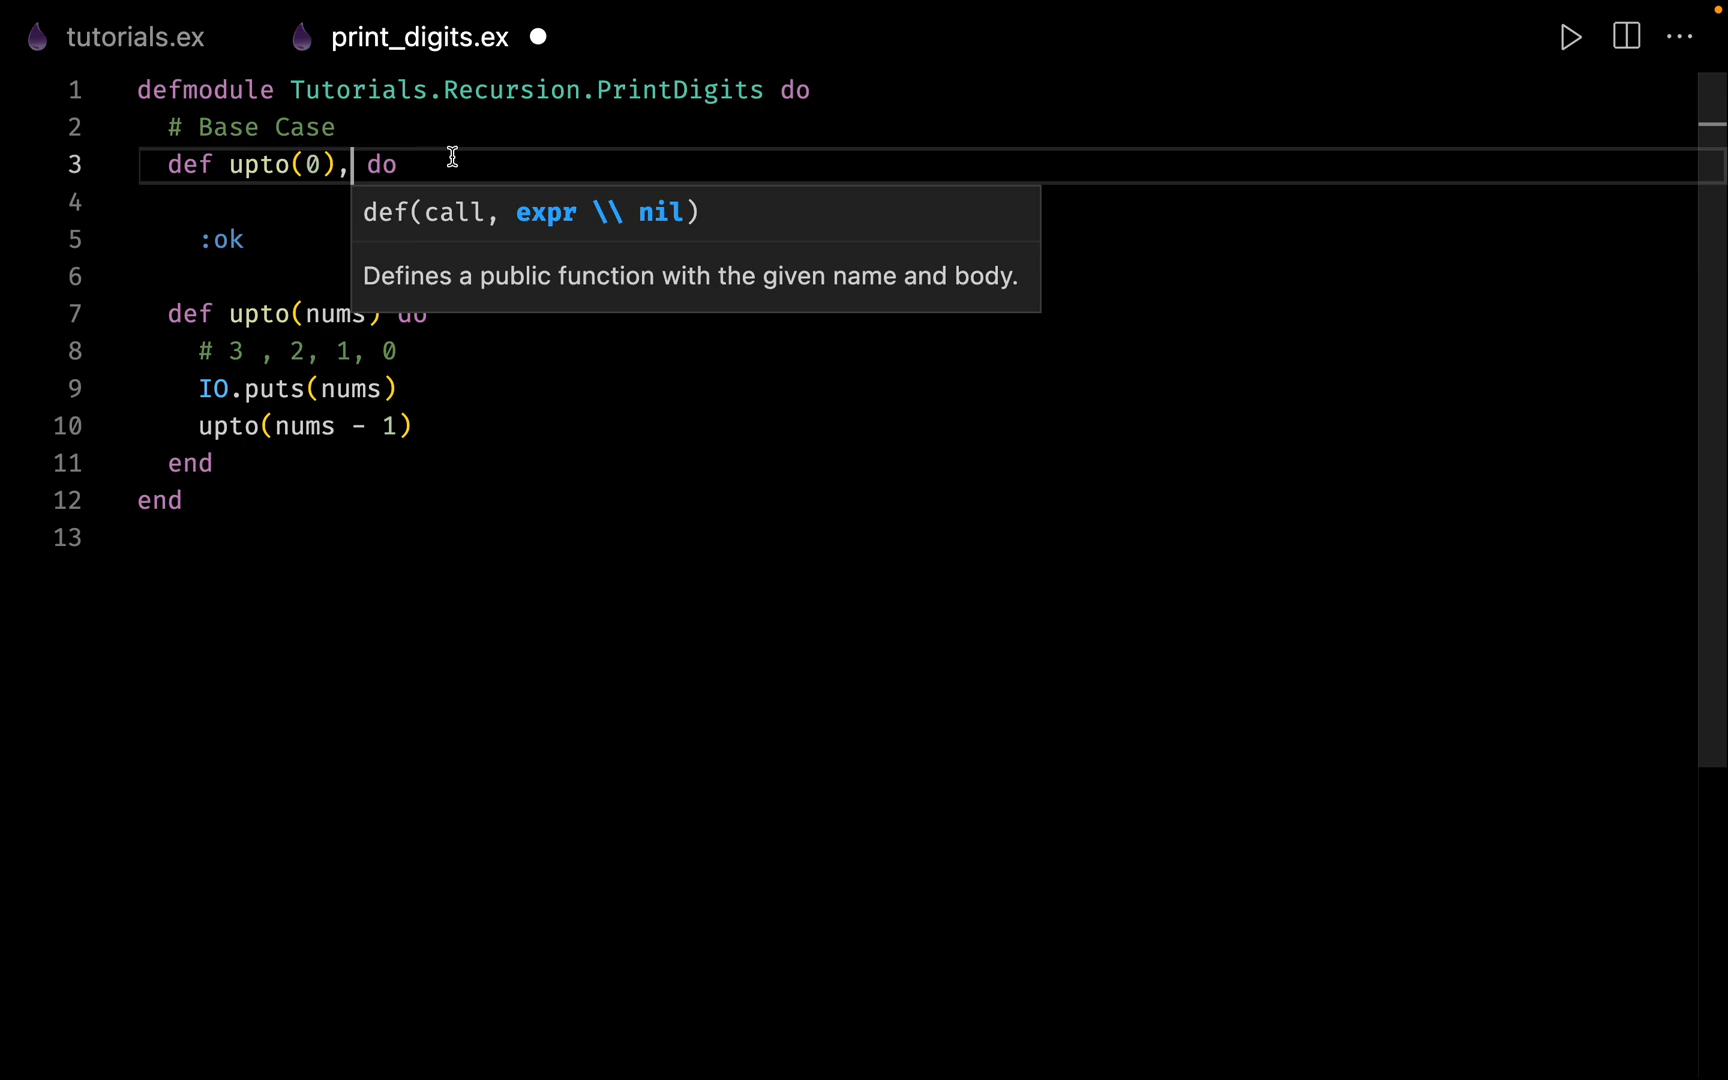 tutorials.ex print_digits.ex
1 defmodule Tutorials.Recursion.PrintDigits do
2 # Base Case
3 def upto(0), do
4
def(call, expr \\ nil)
5 :ok
6
Defines a public function with the given name and body.
7 def upto(nums) do
8 # 3 , 2, 1, 0
9 IO.puts(nums)
10 upto(nums - 1)
11 end
12 end
13